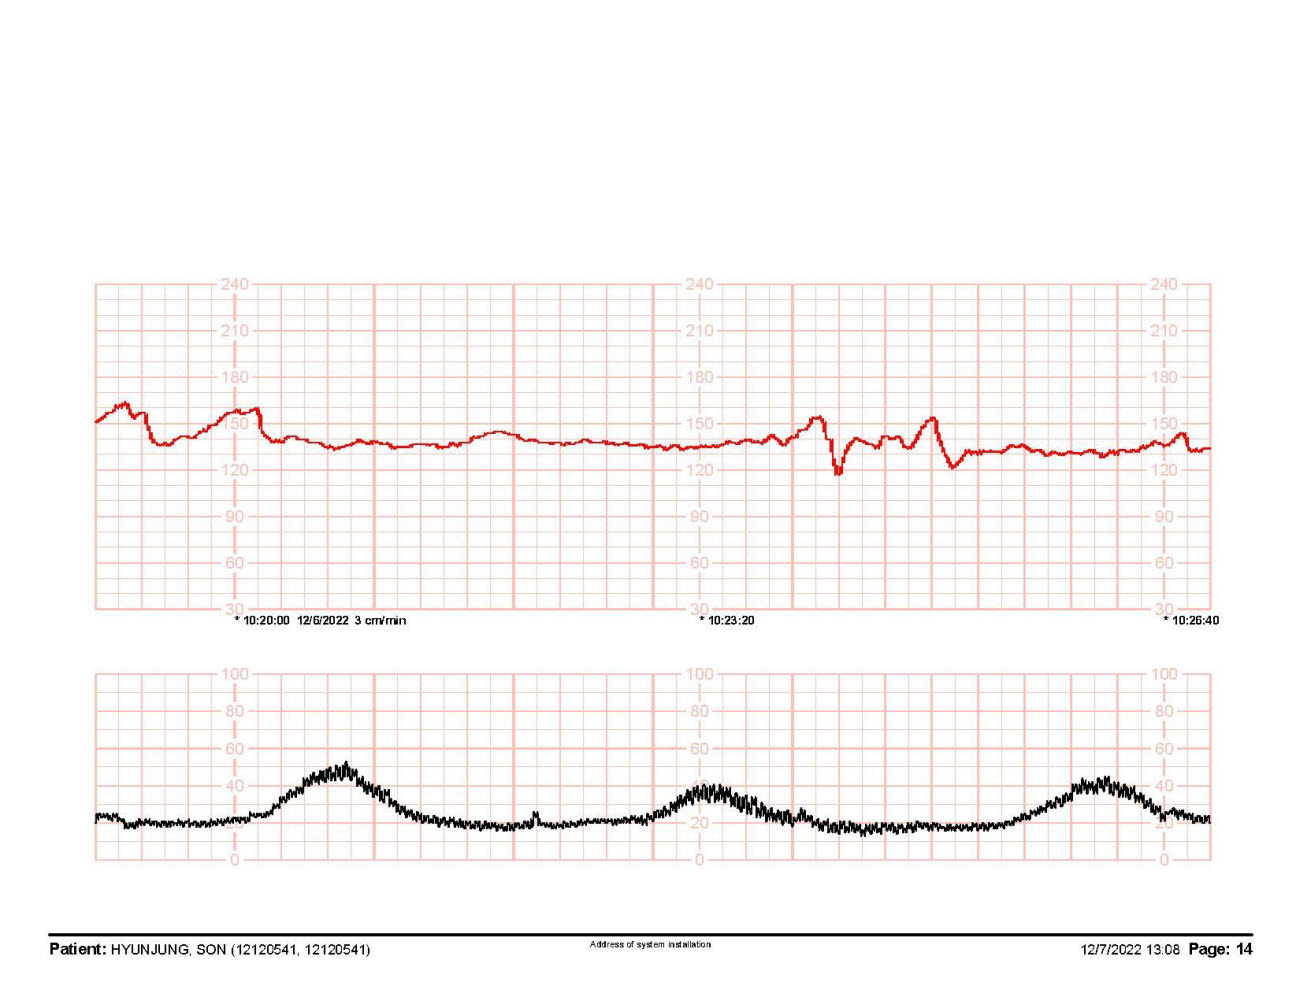 240 240 240
210 210 210
180 180 180
150 150 150
120 120 120
90 90 90
60 60 60
30 30 30
* 10:20:00 12/6/2022 3 cm/min * 10:23:20 * 10:26:40
100 100 100
80 80 80
60 60 60
40 40 40
20 20 20
0 0 0
Patient: HYUNJUNG, SON (12120541, 12120541) Address of system installation 12/7/2022 13:08 Page: 14